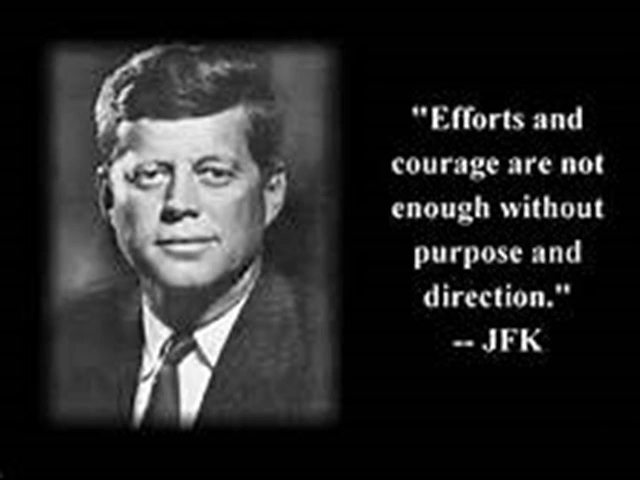 "Efforts and
courage are not
enough without
purpose and
direction."
-- JFK